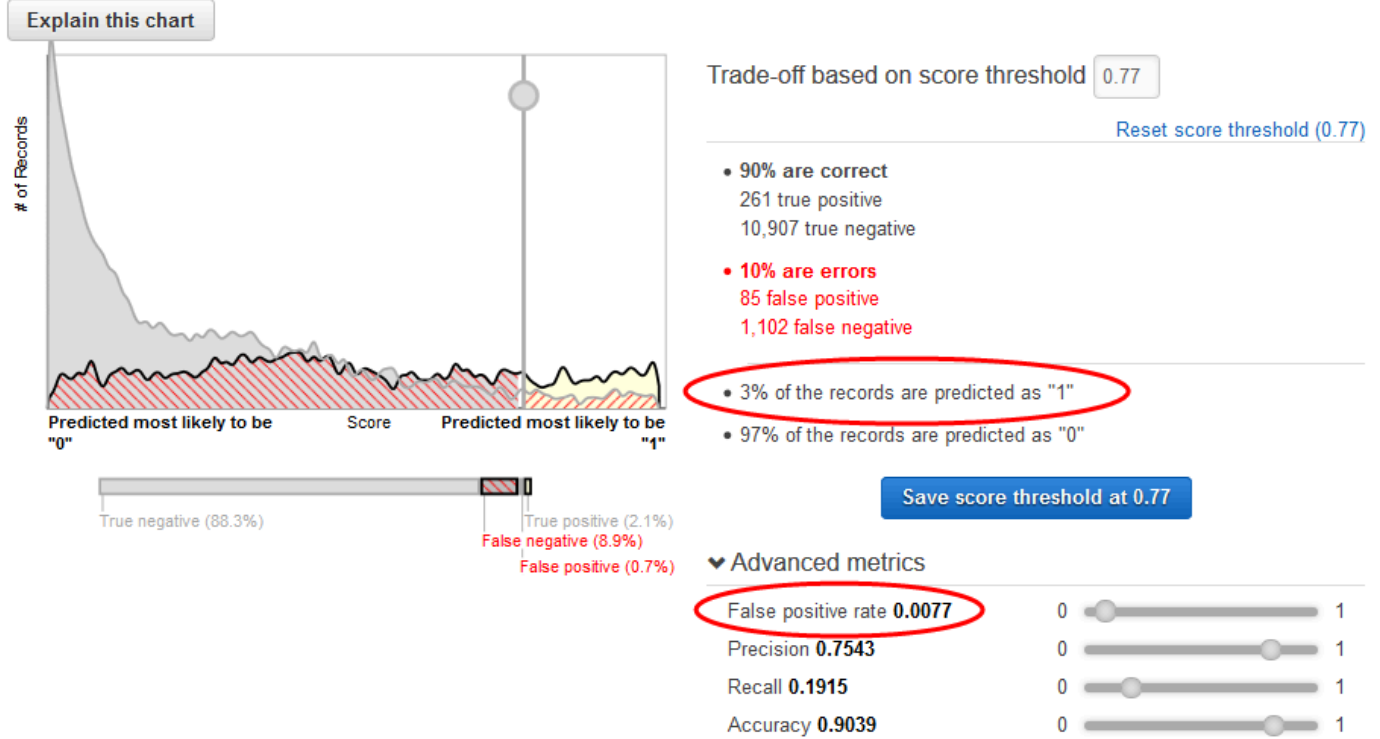 Explain this chart
# of Records
Predicted most likely to be
"0"
Score
Predicted most likely to be
"1"
True negative (88.3%)
True positive (2.1%)
False negative (8.9%)
False positive (0.7%)
Trade-off based on score threshold 0.77
Reset score threshold (0.77)
• 90% are correct
261 true positive
10,907 true negative
• 10% are errors
85 false positive
1,102 false negative
• 3% of the records are predicted as "1"
• 97% of the records are predicted as "0"
Save score threshold at 0.77
Advanced metrics
False positive rate 0.0077 0 1
Precision 0.7543 0 1
Recall 0.1915 0 1
Accuracy 0.9039 0 1